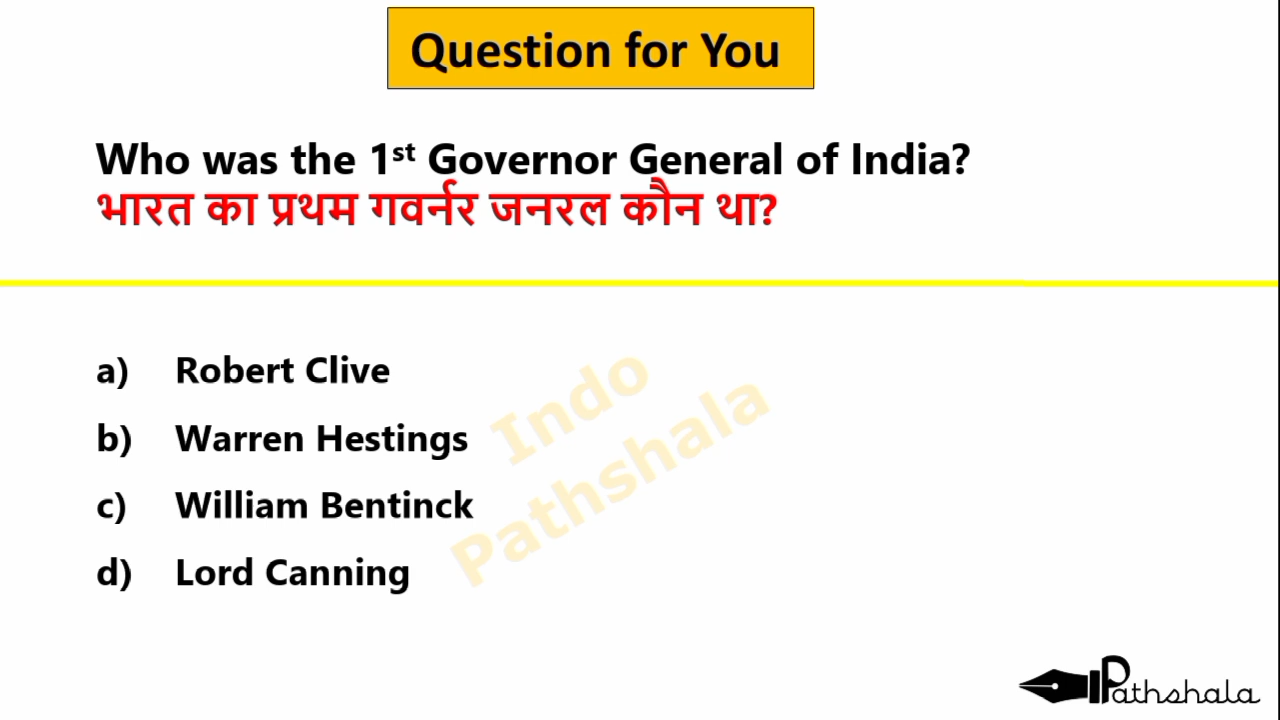 Question for You
Who was the 1st Governor General of India?
भारत का प्रथम गवर्नर जनरल कौन था?
a) Robert Clive
b) Warren Hestings
c) William Bentinck
d) Lord Canning
Indo
Pathshala
Pathshala